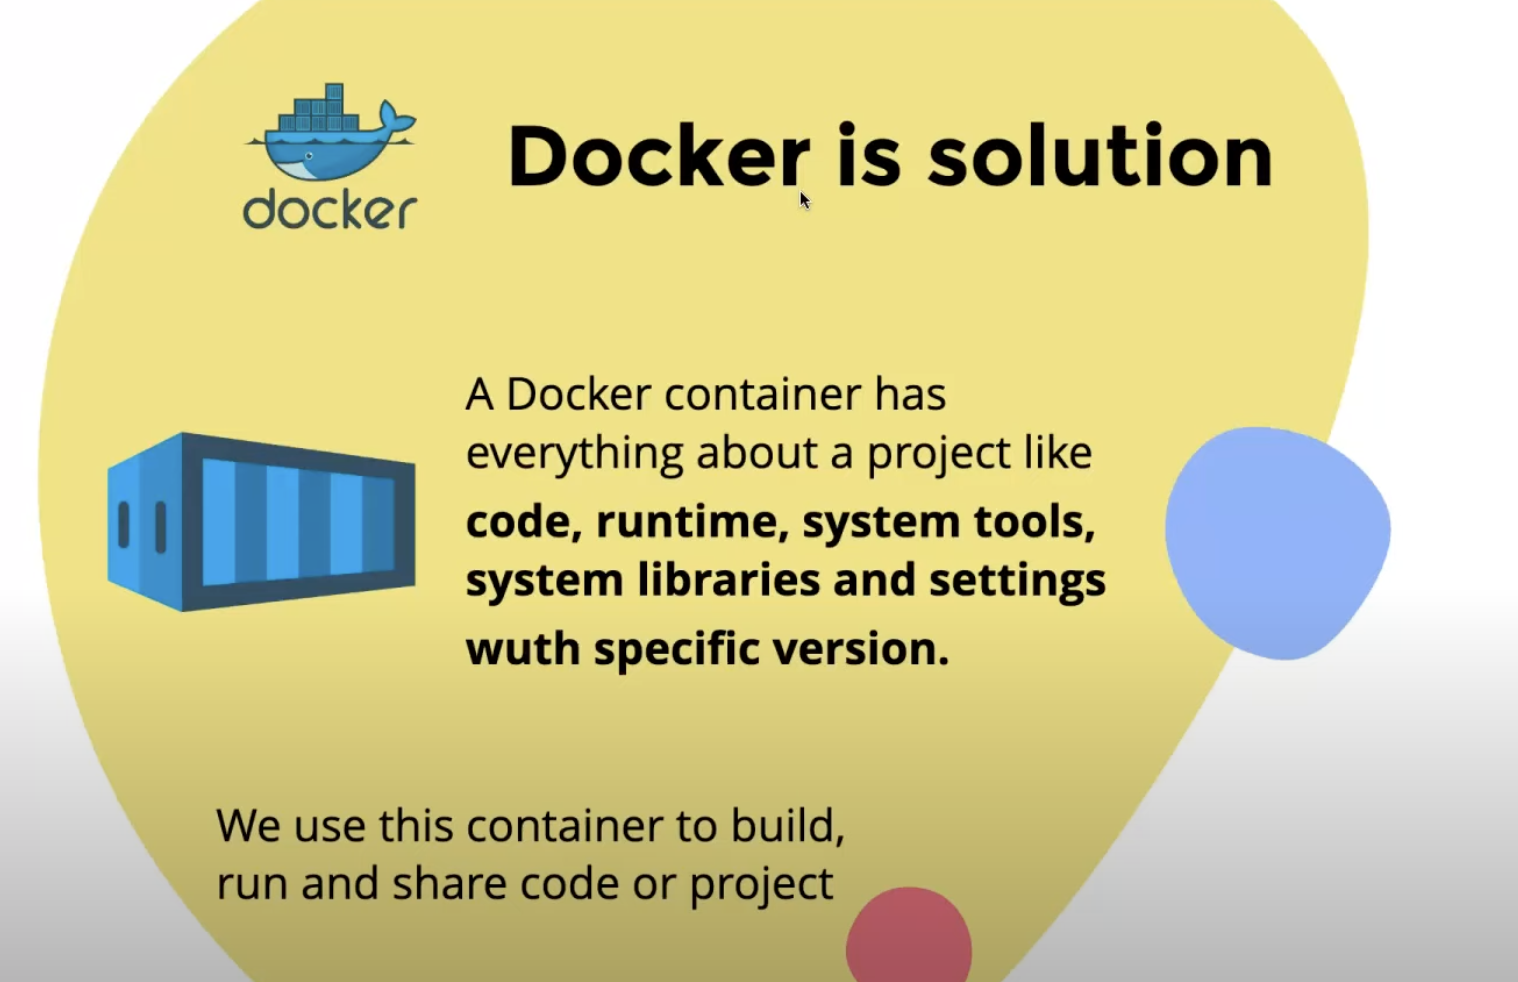 docker
Docker is solution
A Docker container has
everything about a project like
code, runtime, system tools,
system libraries and settings
wuth specific version.
We use this container to build,
run and share code or project